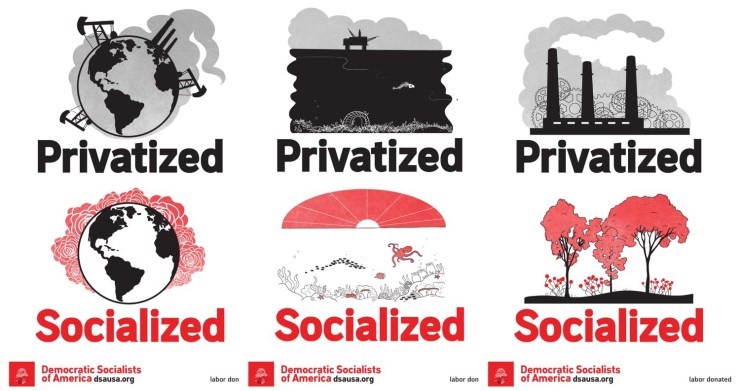 Privatized
Socialized
Democratic Socialists
of America dsausa.org
labor don
Privatized
Socialized
Democratic Socialists
of America dsausa.org
labor don
Privatized
Socialized
Democratic Socialists
of America dsausa.org
labor donated